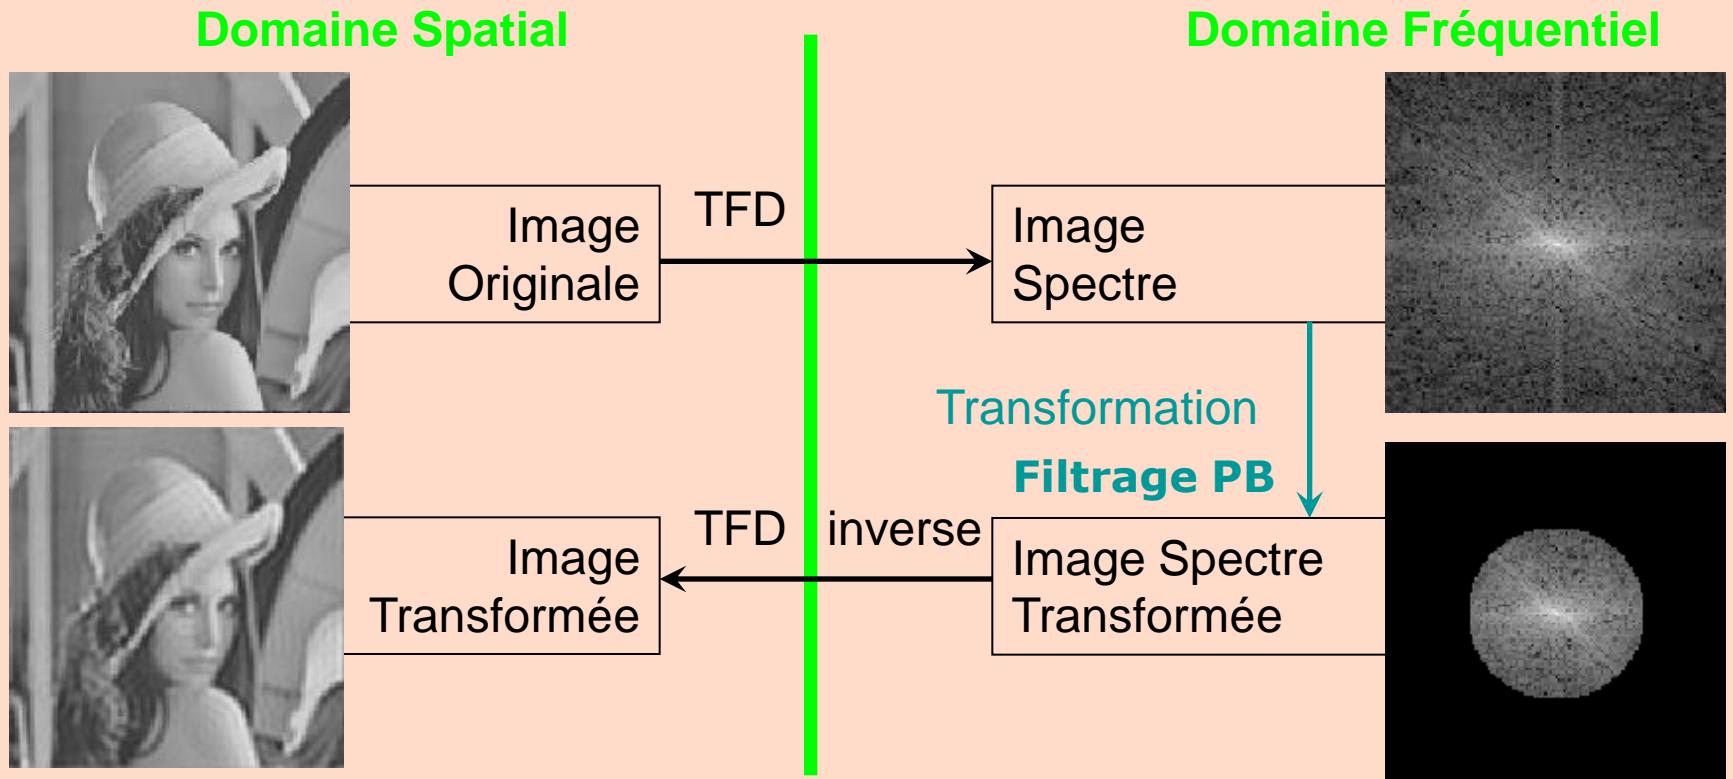 Domaine Spatial
Domaine Fréquentiel
Image
Originale
TFD
Image
Spectre
Transformation
Filtrage PB
Image
Transformée
TFD inverse
Image Spectre
Transformée